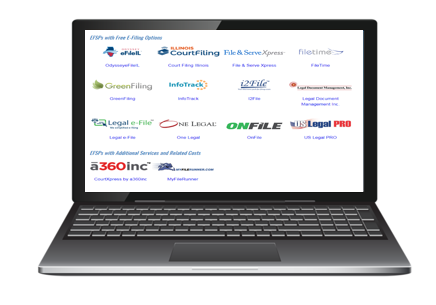 EFSPs with Free E-Filing Options
eFileIL
ILLINOIS
CourtFiling
File & ServeXpress
filetime
OdysseyeFileIL
Court Filing Illinois
File & Serve Xpress
FileTime
GreenFiling
InfoTrack
i2File
Legal Document Management, Inc.
GreenFiling
InfoTrack
i2File
Legal Document
Management Inc
Legal e-File
ONE LEGAL
ONFILE
US Legal PRO
Legal e-File
One Legal
OnFile
US Legal PRO
EFSPs with Additional Services and Related Costs
a360inc
MYFILERUNNER.COM
CourtXpress by a360inc
MyFileRunner